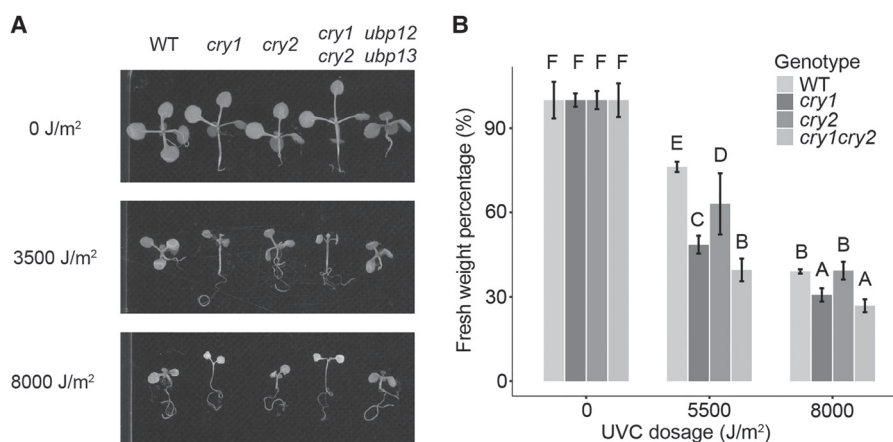 A
WT cry1 cry2 cry1 ubp12
cry2 ubp13
0 J/m²
3500 J/m²
8000 J/m²
B
Fresh weight percentage (%)
90
60
30
0
F F F F
E
C
D
B
B
A
B
A
Genotype
WT
cry1
cry2
cry1cry2
0 5500 8000
UVC dosage (J/m²)